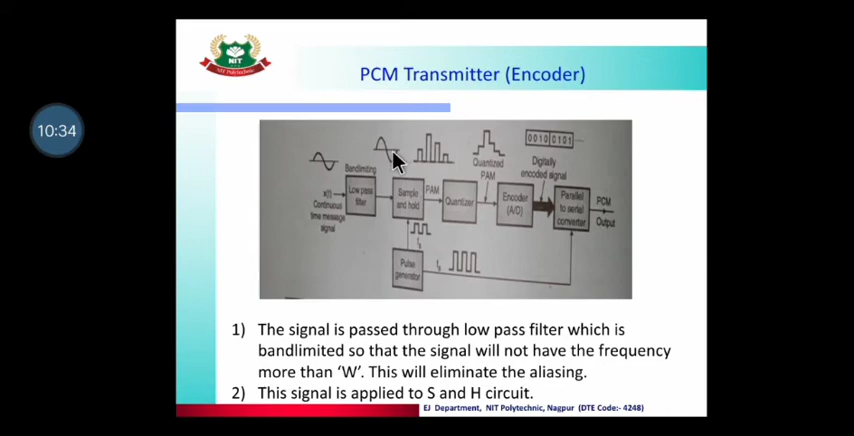 NIT
NIT Polytechnic
PCM Transmitter (Encoder)
10:34
0010 0101
Bandlimiting
x(t)
Continuous
time message
signal
Low pass
filter
Sample
and hold
PAM
Quantizer
Quantized
PAM
Encoder
(A/D)
Digitally
encoded signal
Parallel
to serial
converter
PCM
Output
fs
Pulse
generator
fs
1) The signal is passed through low pass filter which is
bandlimited so that the signal will not have the frequency
more than ‘W’. This will eliminate the aliasing.
2) This signal is applied to S and H circuit.
EJ Department, NIT Polytechnic, Nagpur (DTE Code:- 4248)